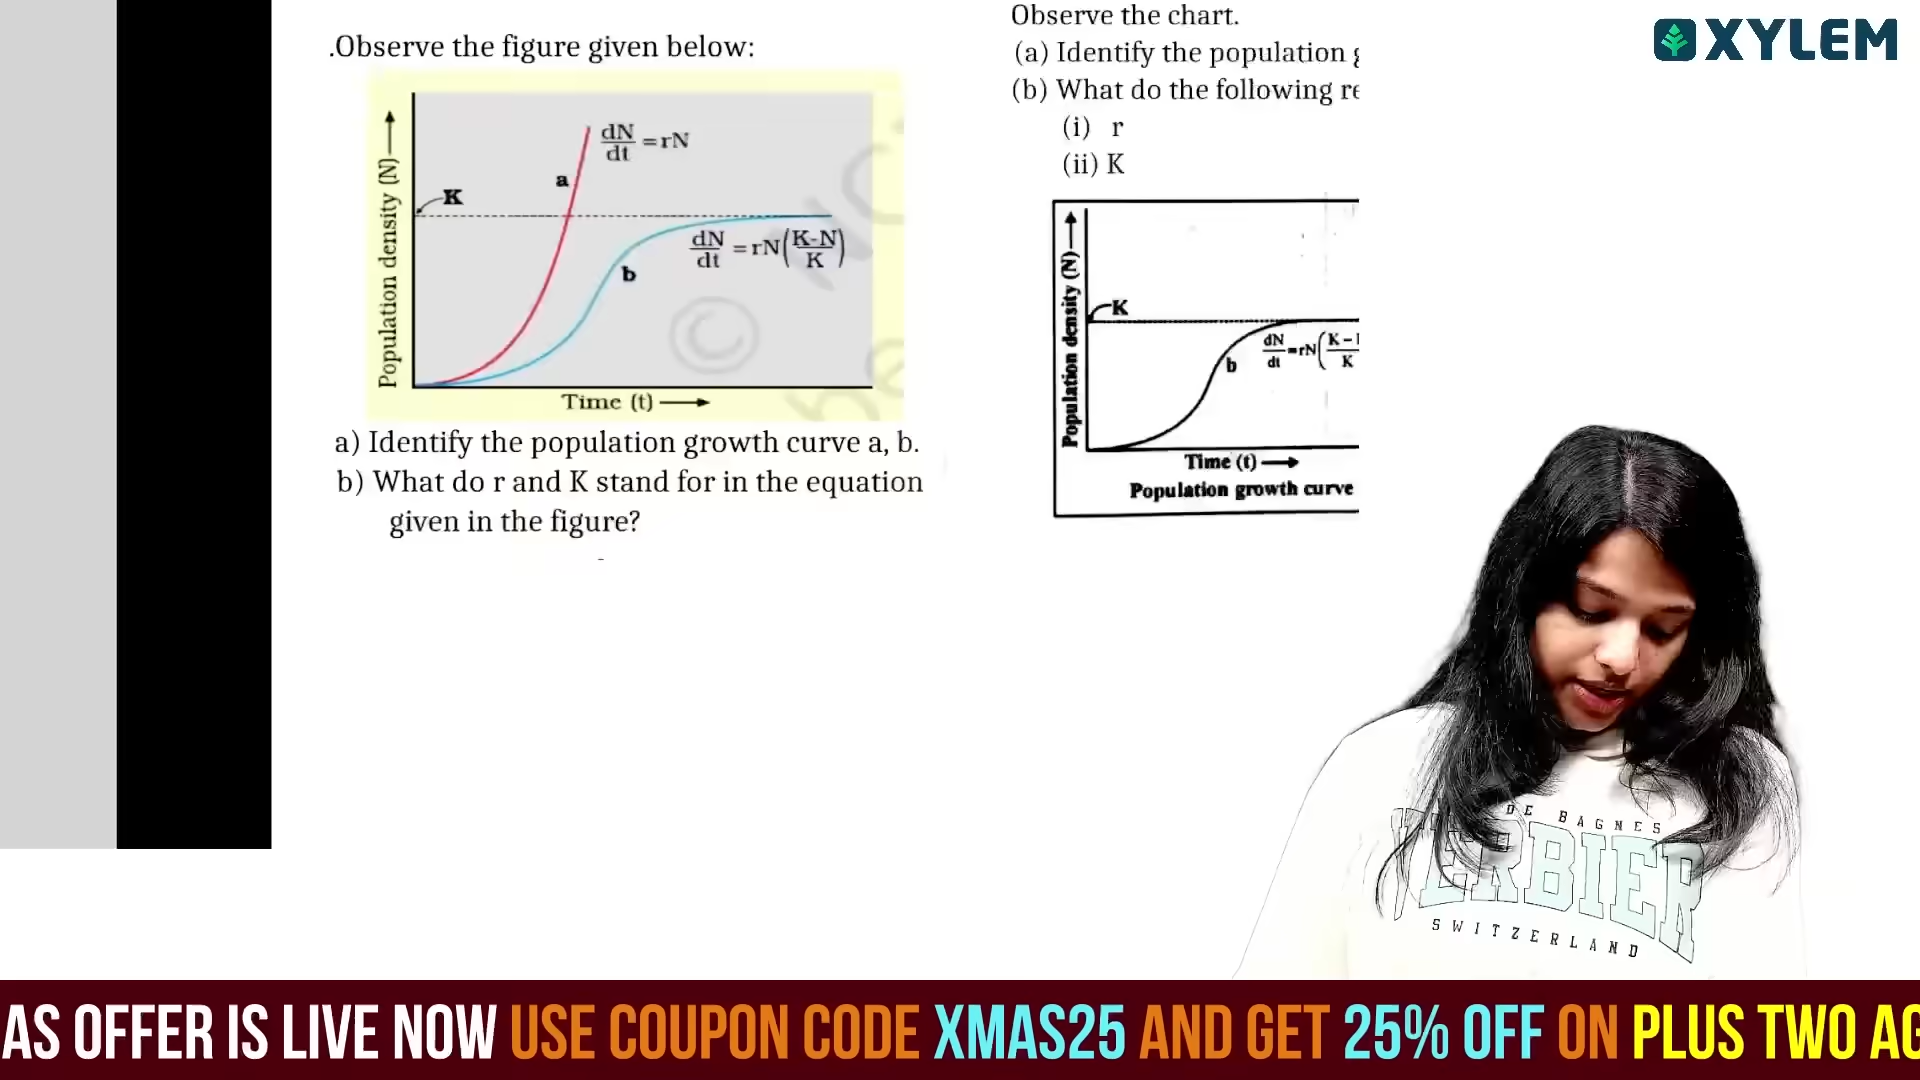 .Observe the figure given below:
Population density (N)
K
a
dN/dt = rN
b
dN/dt = rN(K-N/K)
Time (t)
a) Identify the population growth curve a, b.
b) What do r and K stand for in the equation
given in the figure?
Observe the chart.
(a) Identify the population
(b) What do the following
(i) r
(ii) K
Population density (N)
K
b
dN/dt = rN(K-
K
Time (t)
Population growth curve
XYLEM
DE BAGNES
VERBIER
SWITZERLAND
AS OFFER IS LIVE NOW USE COUPON CODE XMAS25 AND GET 25% OFF ON PLUS TWO